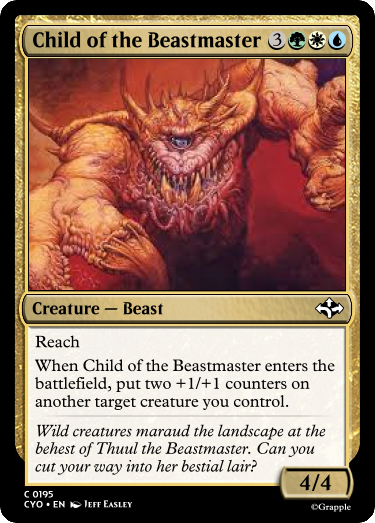 Child of the Beastmaster 3
Creature — Beast
Reach
When Child of the Beastmaster enters the
battlefield, put two +1/+1 counters on
another target creature you control.
Wild creatures maraud the landscape at the
behest of Thuul the Beastmaster. Can you
cut your way into her bestial lair?
4/4
C 0195
CYO • EN Jeff Easley
©Grapple